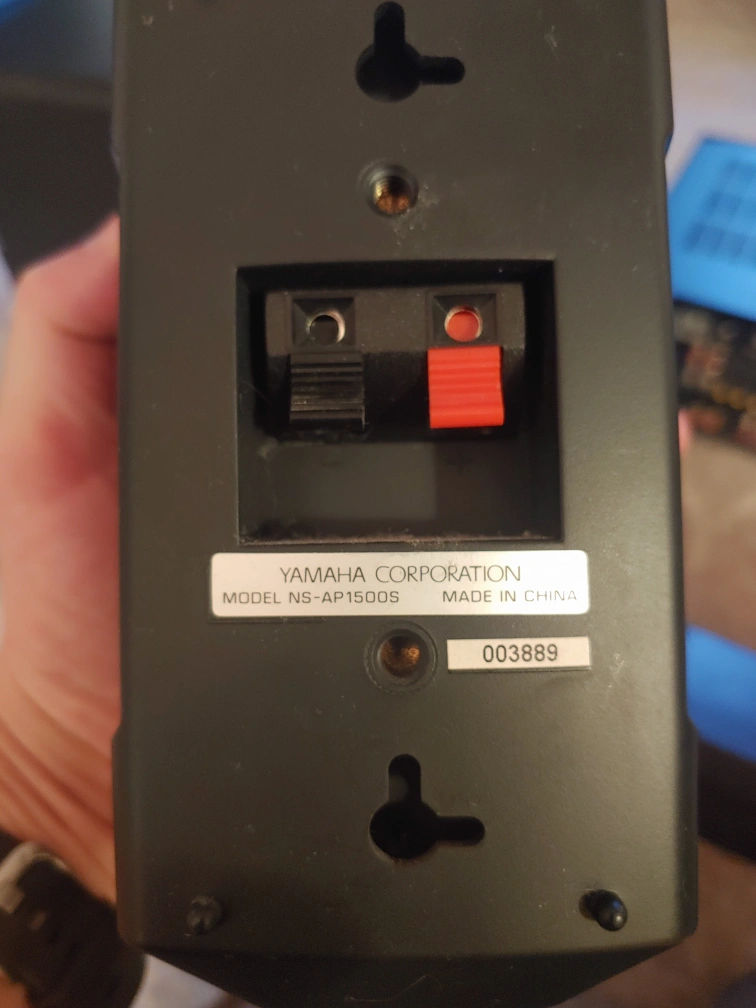 YAMAHA CORPORATION
MODEL NS-AP1500S MADE IN CHINA
003889